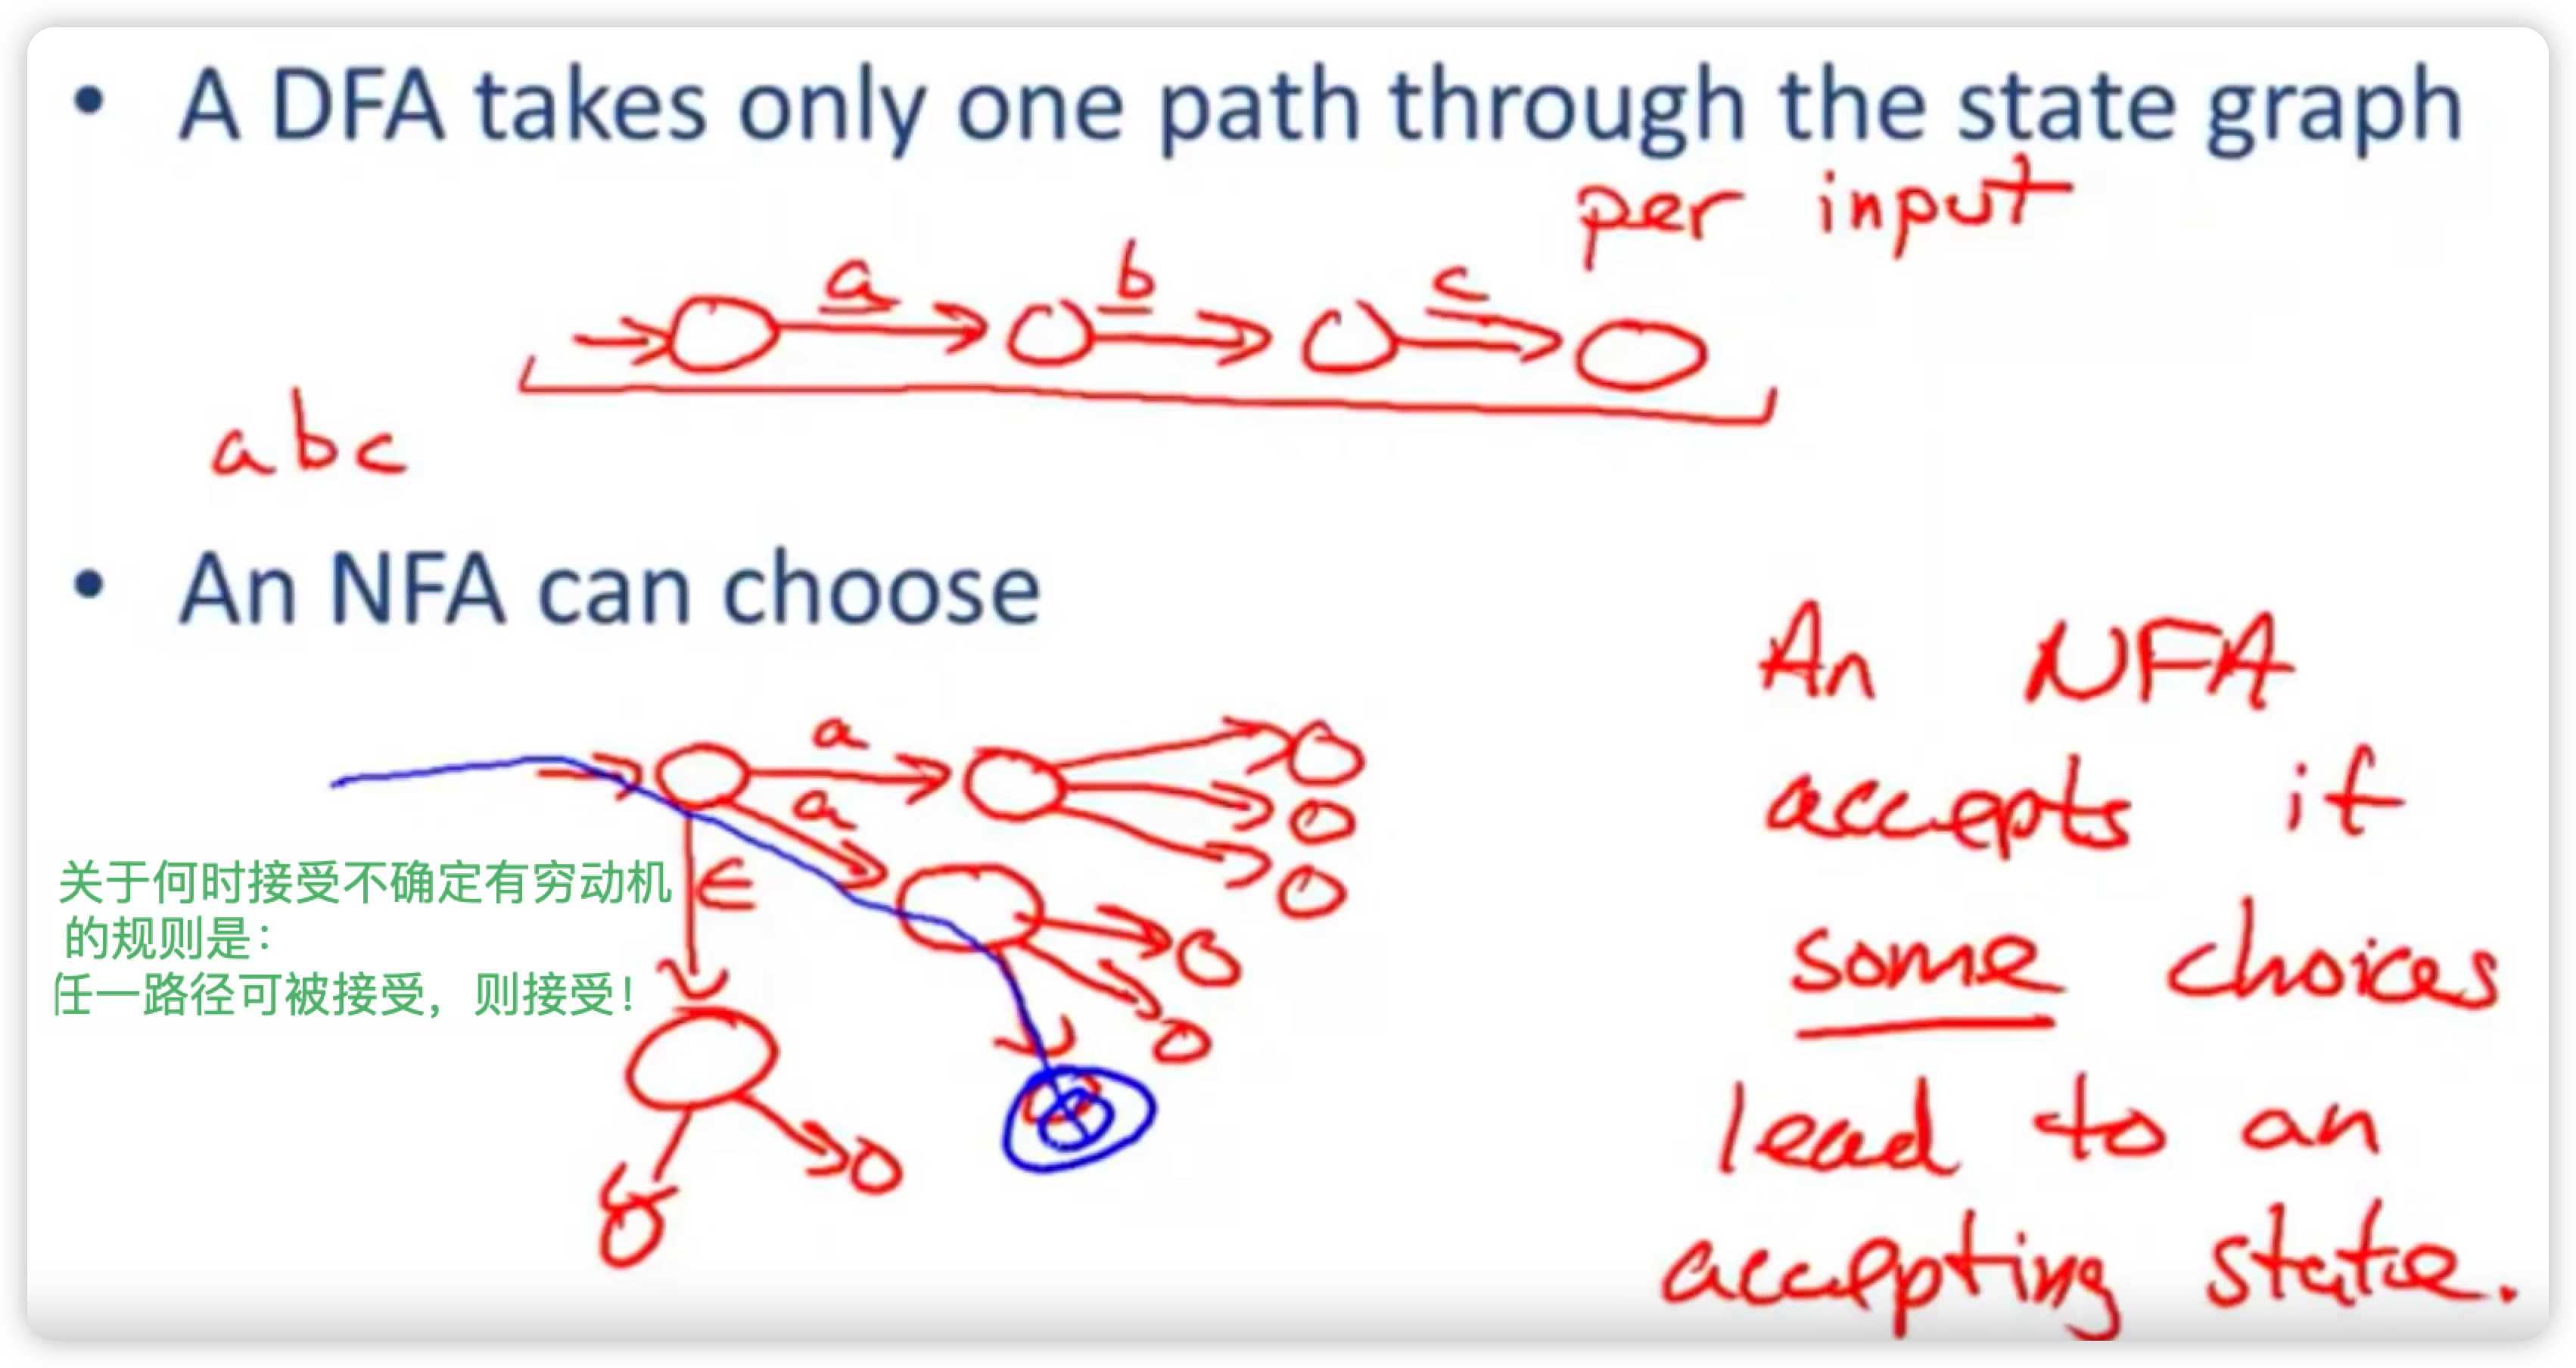 • A DFA takes only one path through the state graph
per input
a b c
abc
• An NFA can choose
a
a
ϵ
关于何时接受不确定有穷动机
的规则是：
任一路径可被接受，则接受！
An NFA
accepts if
some choices
lead to an
accepting state.